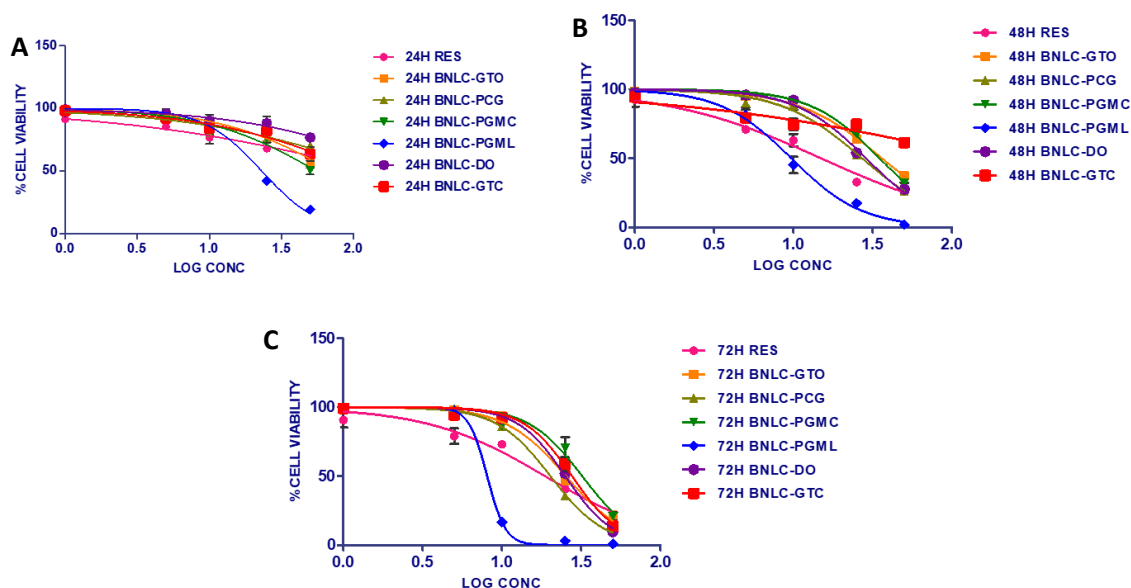 A
150
100
50
0
%CELL VIABILITY
0.0 0.5 1.0 1.5 2.0
LOG CONC
24H RES
24H BNLC-GTO
24H BNLC-PCG
24H BNLC-PGMC
24H BNLC-PGML
24H BNLC-DO
24H BNLC-GTC
B
150
100
50
0
%CELL VIABILITY
0.0 0.5 1.0 1.5 2.0
LOG CONC
48H RES
48H BNLC-GTO
48H BNLC-PCG
48H BNLC-PGMC
48H BNLC-PGML
48H BNLC-DO
48H BNLC-GTC
C
150
100
50
0
%CELL VIABILITY
0.0 0.5 1.0 1.5 2.0
LOG CONC
72H RES
72H BNLC-GTO
72H BNLC-PCG
72H BNLC-PGMC
72H BNLC-PGML
72H BNLC-DO
72H BNLC-GTC